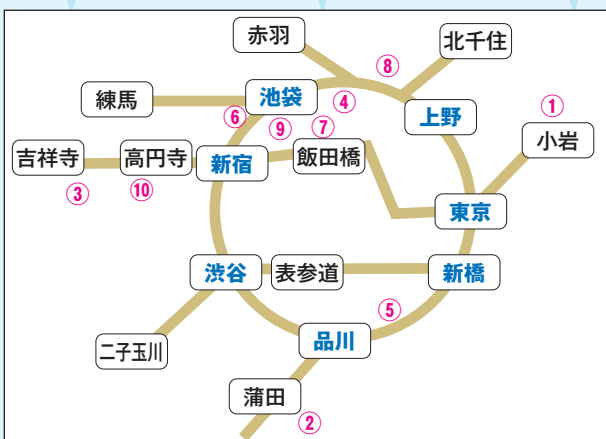 赤羽
北千住
⑧
練馬
池袋
④
①
⑥
上野
小岩
⑨
⑦
吉祥寺
高円寺
新宿
飯田橋
③
⑩
東京
渋谷
表参道
新橋
⑤
品川
二子玉川
蒲田
②